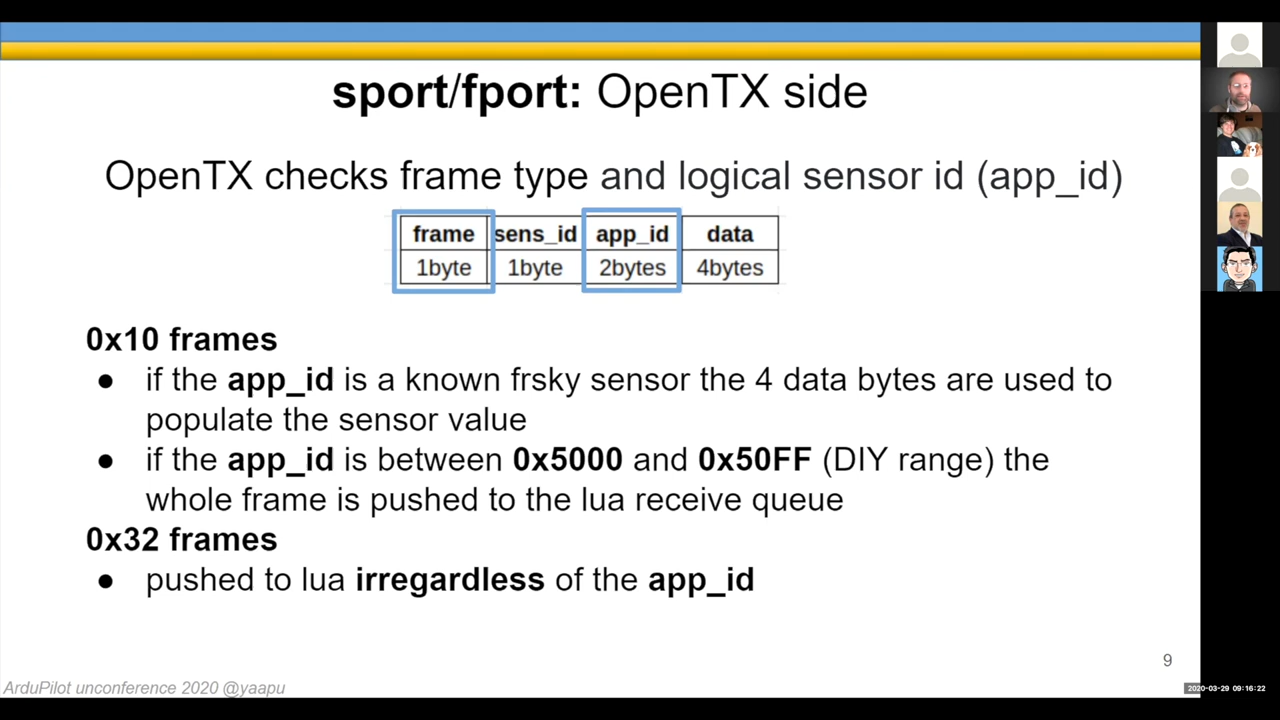 sport/fport: OpenTX side
OpenTX checks frame type and logical sensor id (app_id)
frame sens_id app_id data
1byte 1byte 2bytes 4bytes
0x10 frames
● if the app_id is a known frsky sensor the 4 data bytes are used to
populate the sensor value
● if the app_id is between 0x5000 and 0x50FF (DIY range) the
whole frame is pushed to the lua receive queue
0x32 frames
● pushed to lua irregardless of the app_id
9
ArduPilot unconference 2020 @yaapu
2020-03-29 09:16:22